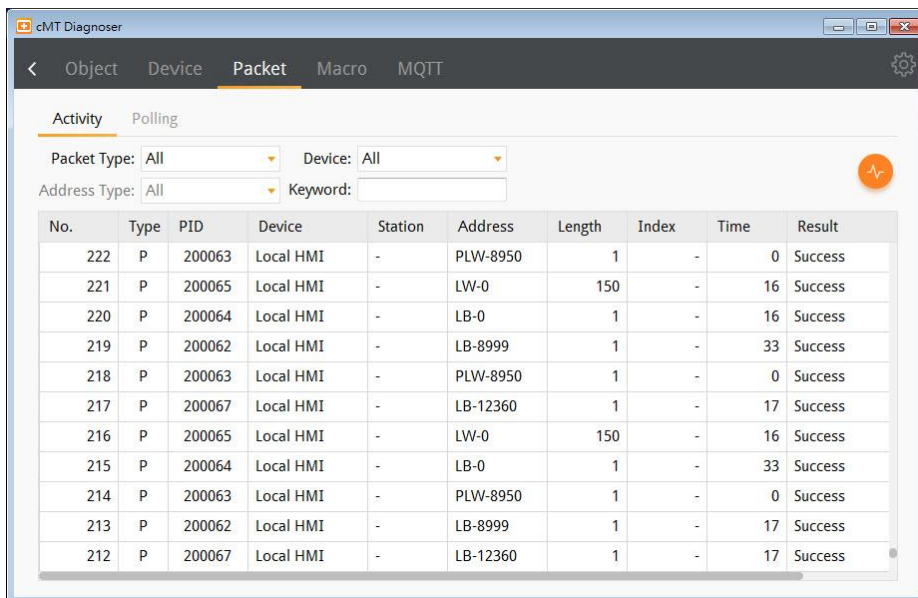 cMT Diagnoser
Object Device Packet Macro MQTT
Activity Polling
Packet Type: All Device: All
Address Type: All Keyword:
No. Type PID Device Station Address Length Index Time Result
222 P 200063 Local HMI - PLW-8950 1 - 0 Success
221 P 200065 Local HMI - LW-0 150 - 16 Success
220 P 200064 Local HMI - LB-0 1 - 16 Success
219 P 200062 Local HMI - LB-8999 1 - 33 Success
218 P 200063 Local HMI - PLW-8950 1 - 0 Success
217 P 200067 Local HMI - LB-12360 1 - 17 Success
216 P 200065 Local HMI - LW-0 150 - 16 Success
215 P 200064 Local HMI - LB-0 1 - 33 Success
214 P 200063 Local HMI - PLW-8950 1 - 0 Success
213 P 200062 Local HMI - LB-8999 1 - 17 Success
212 P 200067 Local HMI - LB-12360 1 - 17 Success